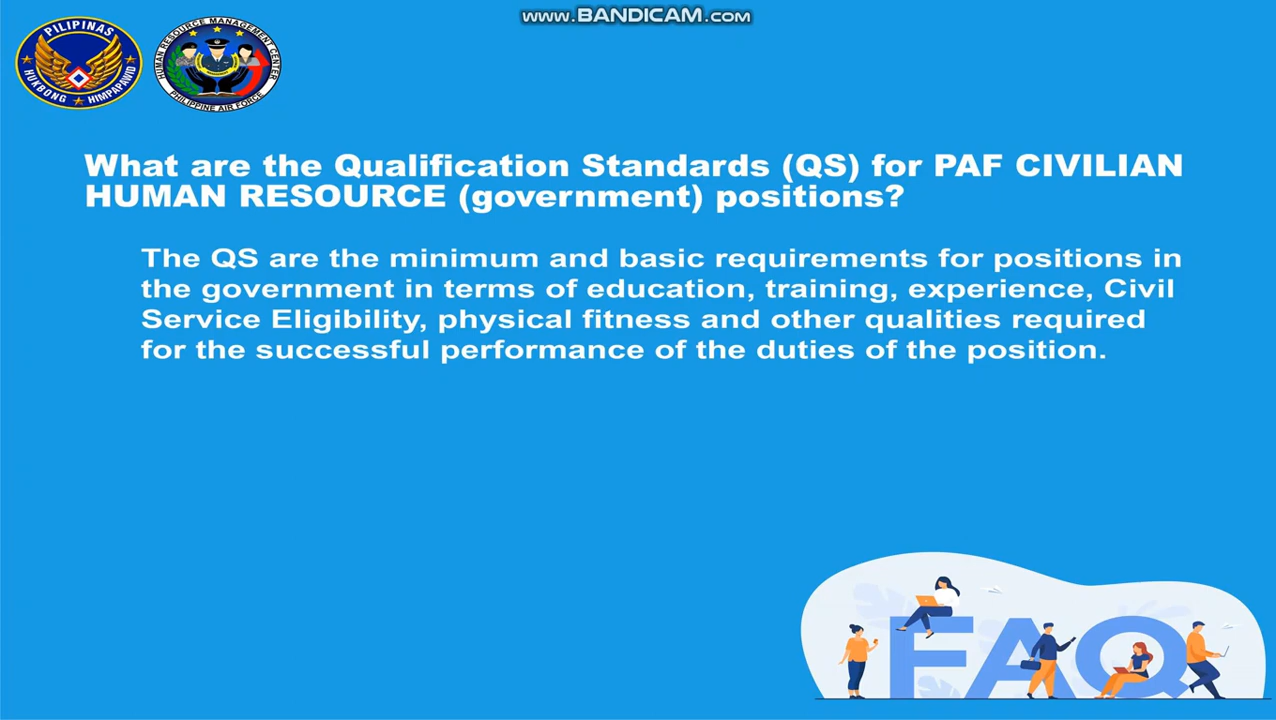 www.BANDICAM.com
PILIPINAS
HUKBONG HIMPAPAWID
HUMAN RESOURCE MANAGEMENT CENTER
PHILIPPINE AIR FORCE
What are the Qualification Standards (QS) for PAF CIVILIAN
HUMAN RESOURCE (government) positions?
The QS are the minimum and basic requirements for positions in
the government in terms of education, training, experience, Civil
Service Eligibility, physical fitness and other qualities required
for the successful performance of the duties of the position.
FAQ